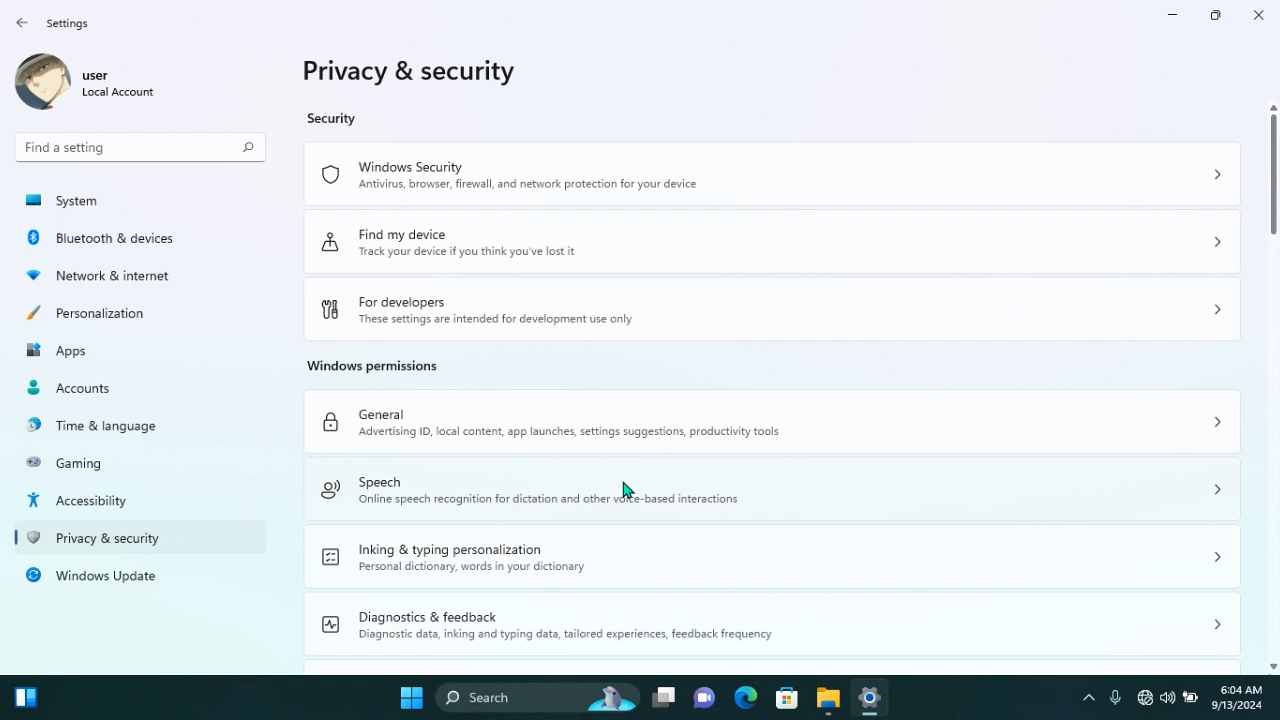 Settings
user
Local Account
Find a setting
System
Bluetooth & devices
Network & internet
Personalization
Apps
Accounts
Time & language
Gaming
Accessibility
Privacy & security
Windows Update
Privacy & security
Security
Windows Security
Antivirus, browser, firewall, and network protection for your device
Find my device
Track your device if you think you've lost it
For developers
These settings are intended for development use only
Windows permissions
General
Advertising ID, local content, app launches, settings suggestions, productivity tools
Speech
Online speech recognition for dictation and other voice-based interactions
Inking & typing personalization
Personal dictionary, words in your dictionary
Diagnostics & feedback
Diagnostic data, inking and typing data, tailored experiences, feedback frequency
Search
6:04 AM
9/13/2024